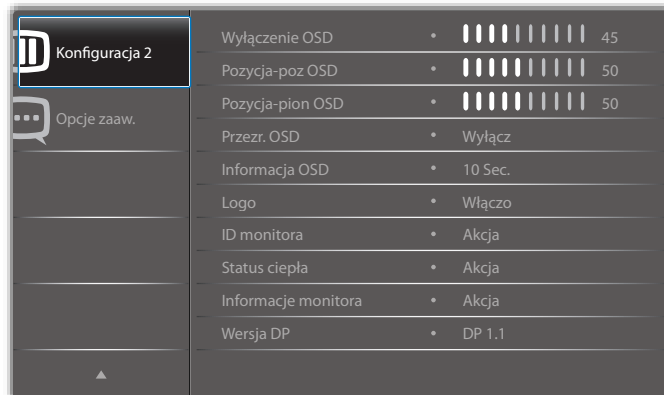 Konfiguracja 2
Opcje zaaw.
Wyłączenie OSD • 45
Pozycja-poz OSD • 50
Pozycja-pion OSD • 50
Przezr. OSD • Wyłącz
Informacja OSD • 10 Sec.
Logo • Włączo
ID monitora • Akcja
Status ciepła • Akcja
Informacje monitora • Akcja
Wersja DP • DP 1.1